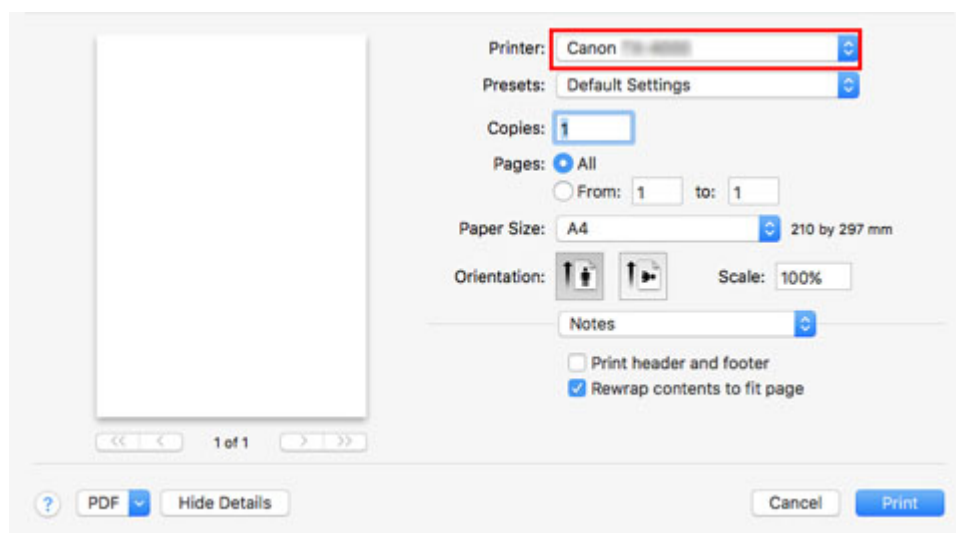 Printer: Canon
Presets: Default Settings
Copies: 1
Pages: All
From: 1 to: 1
Paper Size: A4 210 by 297 mm
Orientation: Scale: 100%
Notes
Print header and footer
Rewrap contents to fit page
<< < 1 of 1 > >>
? PDF Hide Details Cancel Print